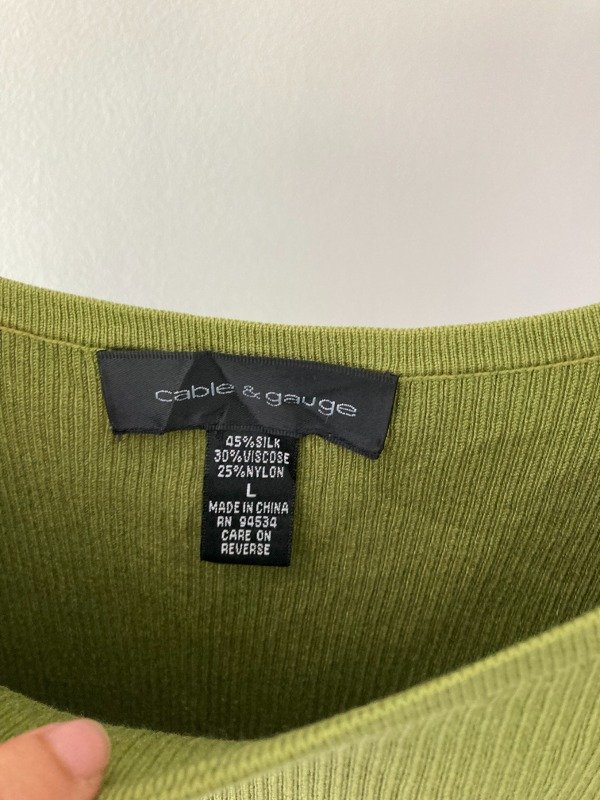 cable & gauge
45%SILK
30%VISCOSE
25%NYLON
L
MADE IN CHINA
RN 94534
CARE ON
REVERSE